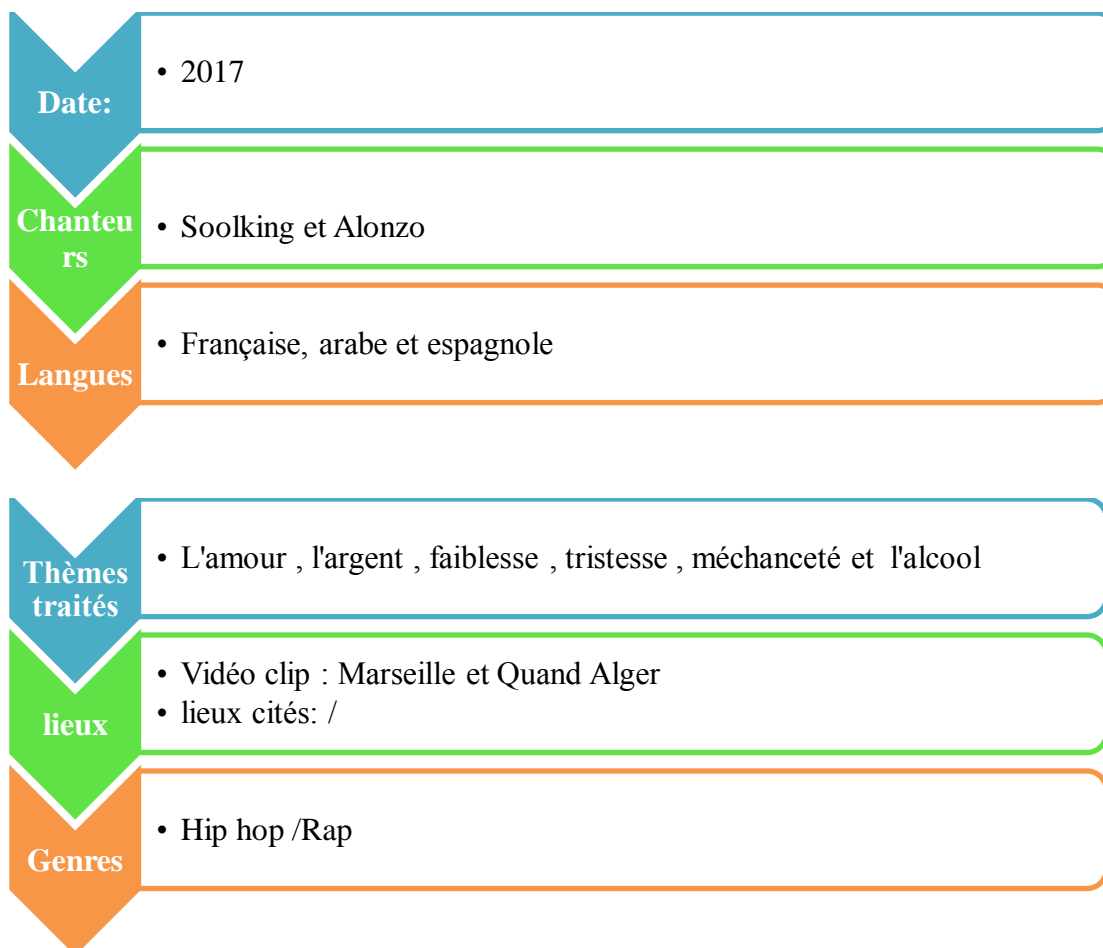 Date:
• 2017
Chanteu
rs
• Soolking et Alonzo
Langues
• Française, arabe et espagnole
Thèmes
traités
• L'amour , l'argent , faiblesse , tristesse , méchanceté et l'alcool
lieux
• Vidéo clip : Marseille et Quand Alger
• lieux cités: /
Genres
• Hip hop /Rap